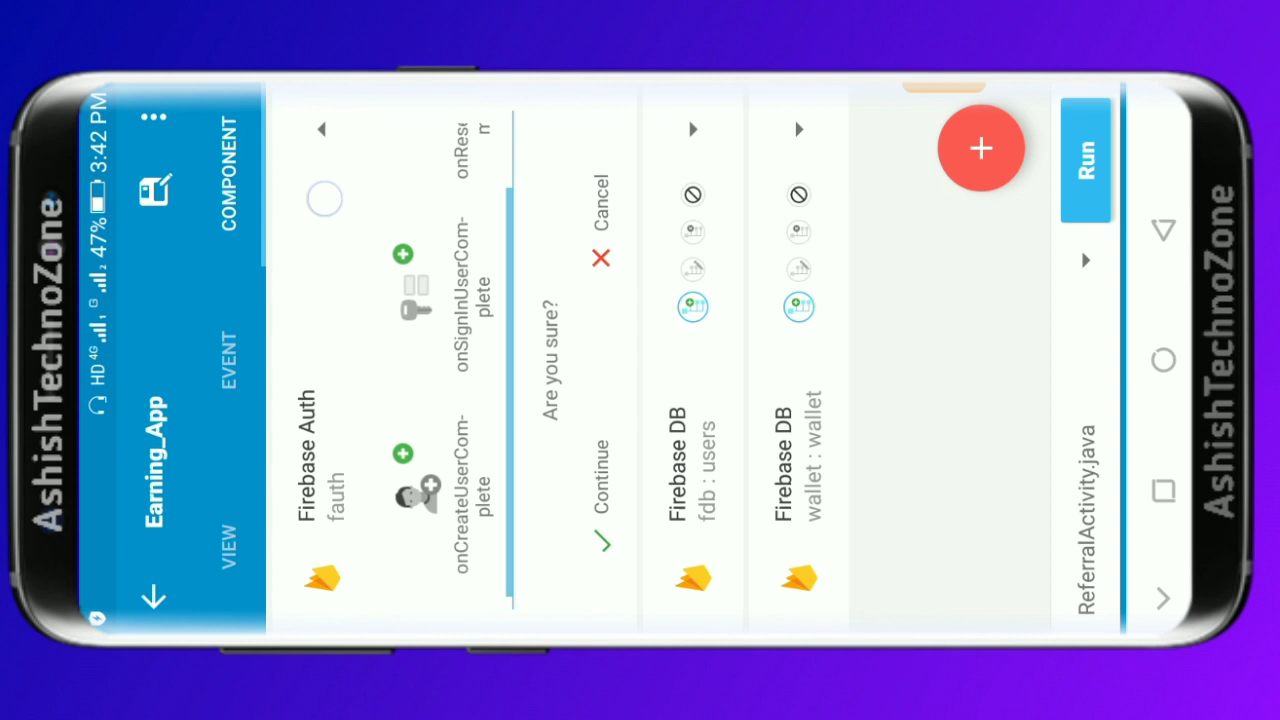 AshishTechnoZone
HD 4G 47% 3:42 PM
Earning_App
VIEW EVENT COMPONENT
Firebase Auth
fauth
onCreateUserCom-
plete
onSignInUserCom-
plete
Are you sure?
Continue Cancel
Firebase DB
fdb : users
Firebase DB
wallet : wallet
+
ReferralActivity.java Run
AshishTechnoZone